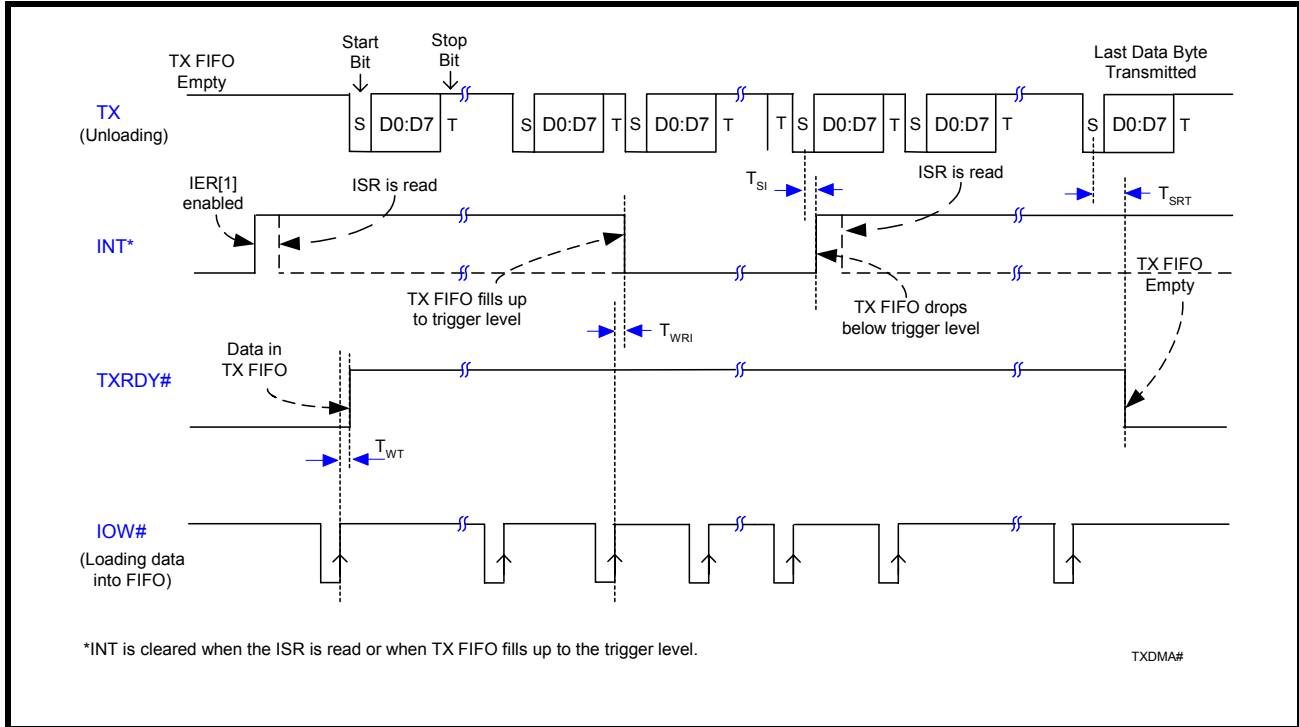 TX FIFO
Empty
Start
Bit
Stop
Bit
Last Data Byte
Transmitted
TX
(Unloading)
S D0:D7 T S D0:D7 T S D0:D7 T T S D0:D7 T S D0:D7 T S D0:D7 T
IER[1]
enabled
ISR is read
TSI
ISR is read
TSRT
INT*
TX FIFO fills up
to trigger level
TX FIFO drops
below trigger level
TX FIFO
Empty
TWRI
Data in
TX FIFO
TXRDY#
TWT
IOW#
(Loading data
into FIFO)
*INT is cleared when the ISR is read or when TX FIFO fills up to the trigger level.
TXDMA#